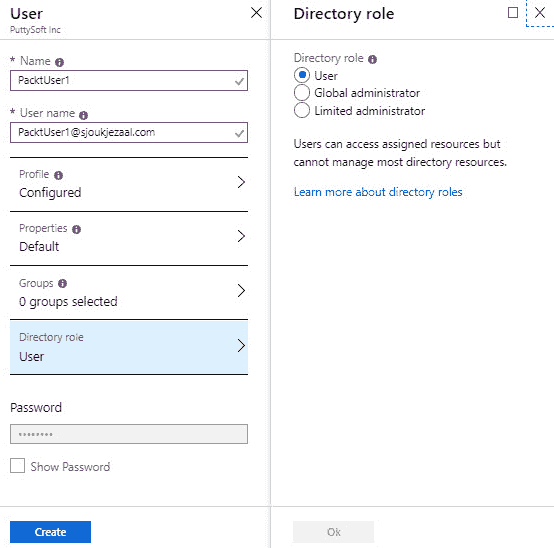 User
PuttySoft Inc
* Name
PacktUser1
* User name
PacktUser1@sjoukjezaal.com
Profile
Configured
Properties
Default
Groups
0 groups selected
Directory role
User
Password
••••••••
Show Password
Create
Directory role
Directory role
User
Global administrator
Limited administrator
Users can access assigned resources but
cannot manage most directory resources.
Learn more about directory roles
Ok